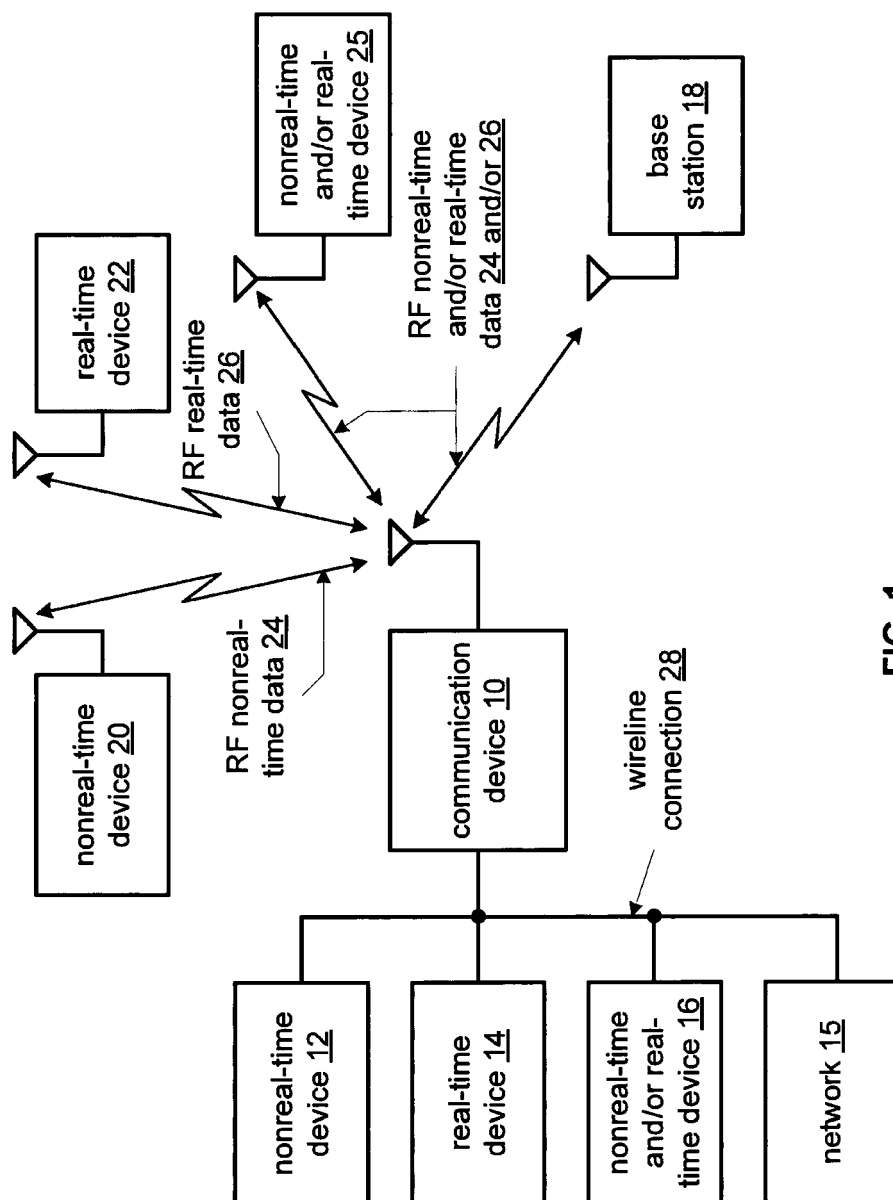 nonreal-time
device 20
real-time
device 22
RF nonreal-
time data 24
RF real-time
data 26
nonreal-time
and/or real-
time device 25
RF nonreal-time
and/or real-time
data 24 and/or 26
base
station 18
communication
device 10
wireline
connection 28
nonreal-time
device 12
real-time
device 14
nonreal-time
and/or real-
time device 16
network 15
FIG. 1